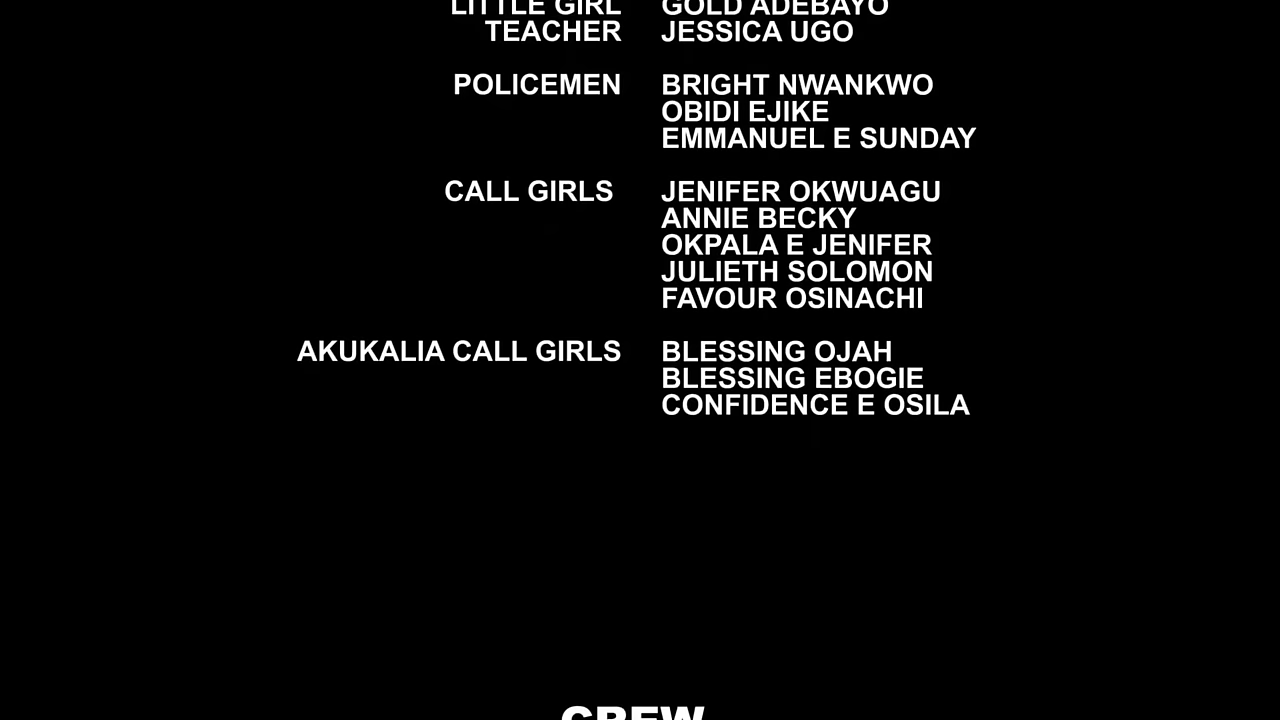 LITTLE GIRL GOLD ADEBAYO
TEACHER JESSICA UGO
POLICEMEN BRIGHT NWANKWO
OBIDI EJIKE
EMMANUEL E SUNDAY
CALL GIRLS JENIFER OKWUAGU
ANNIE BECKY
OKPALA E JENIFER
JULIETH SOLOMON
FAVOUR OSINACHI
AKUKALIA CALL GIRLS BLESSING OJAH
BLESSING EBOGIE
CONFIDENCE E OSILA
CREW